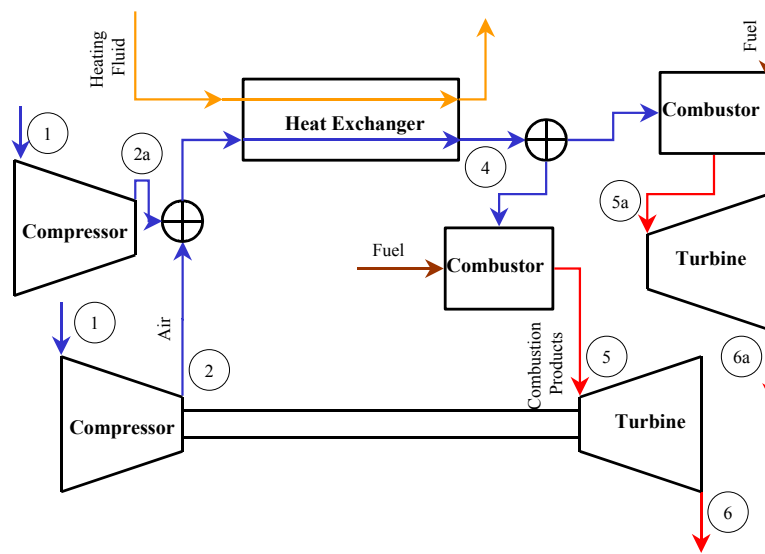 Heating
Fluid
Fuel
Combustor
Heat Exchanger
1
2a
4
5a
Compressor
Fuel
Combustor
Turbine
1
Air
2
Combustion
Products
5
6a
Compressor
Turbine
6